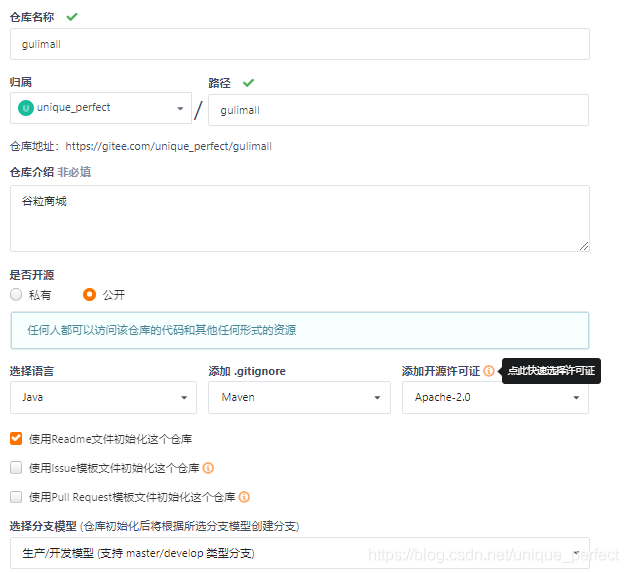 仓库名称
gulimall
归属 路径
U unique_perfect / gulimall
仓库地址：https://gitee.com/unique_perfect/gulimall
仓库介绍 非必填
谷粒商城
是否开源
私有 公开
任何人都可以访问该仓库的代码和其他任何形式的资源
选择语言 添加 .gitignore 添加开源许可证 点此快速选择许可证
Java Maven Apache-2.0
使用Readme文件初始化这个仓库
使用Issue模板文件初始化这个仓库
使用Pull Request模板文件初始化这个仓库
选择分支模型 (仓库初始化后将根据所选分支模型创建分支)
生产/开发模型 (支持 master/develop 类型分支)
https://blog.csdn.net/unique_perfect